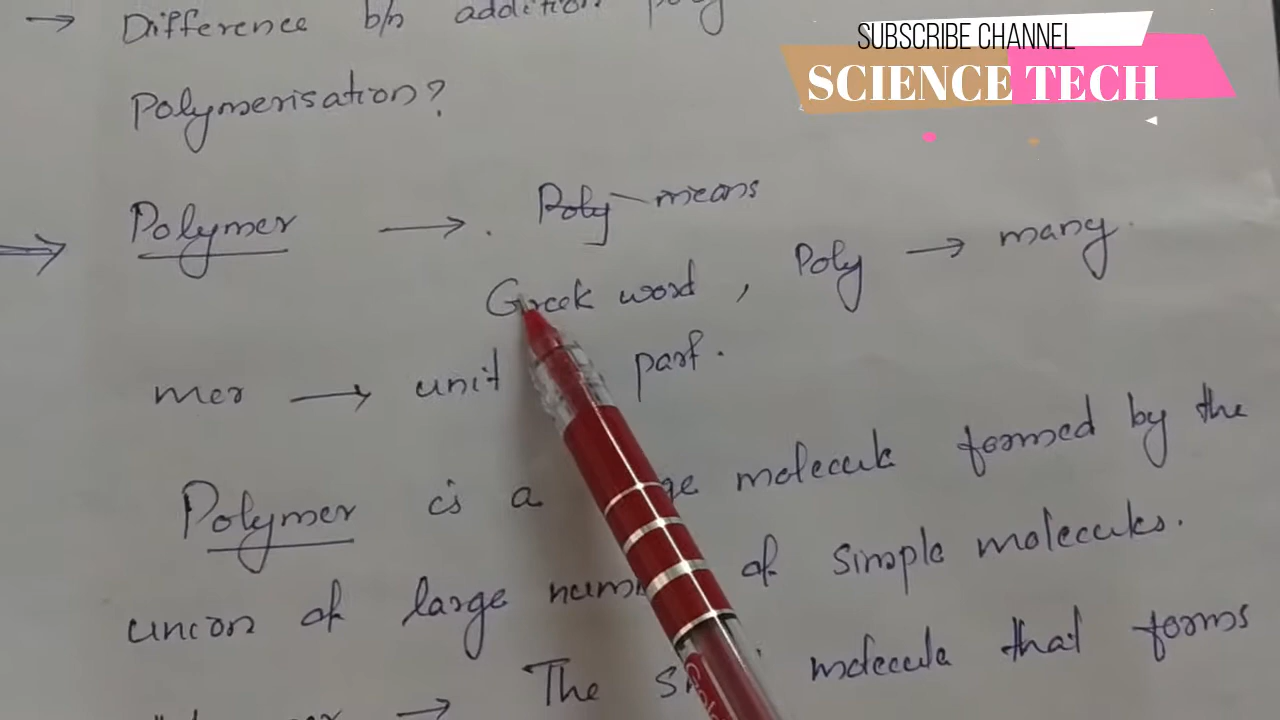 → Difference b/n addition poly
SUBSCRIBE CHANNEL
SCIENCE TECH
Polymerisation?
⇒ Polymer → . Poly means
Greek word , Poly → many.
mer → unit part.
Polymer is a molecule formed by the
union of large of simple molecules.
→ The molecule that forms